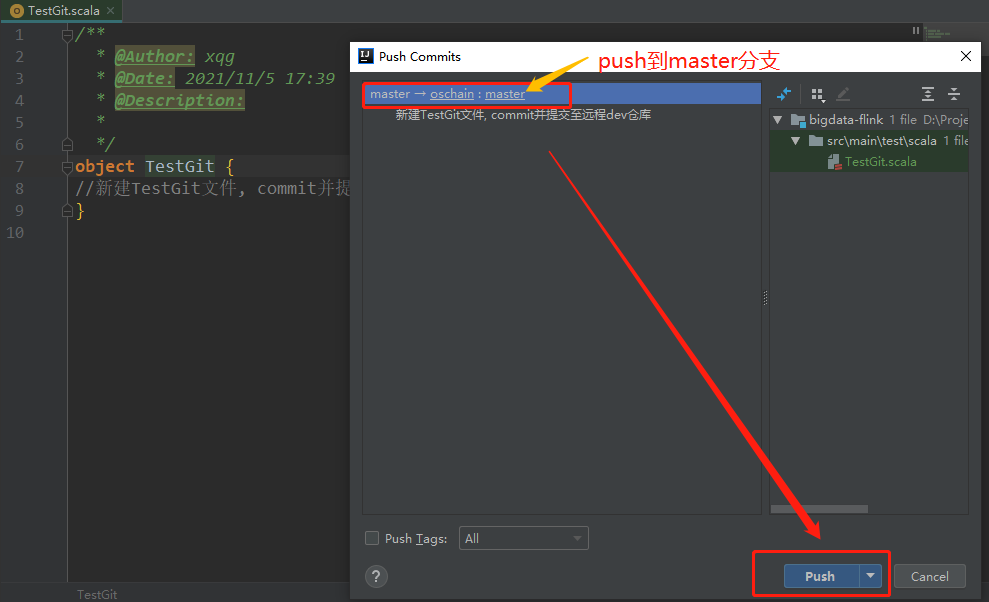 TestGit.scala
1 /**
2 * @Author: xqg
3 * @Date: 2021/11/5 17:39
4 * @Description:
5 *
6 */
7 object TestGit {
8 //新建TestGit文件, commit并提
9 }
10
TestGit
Push Commits
push到master分支
master → oschain : master
新建TestGit文件, commit并提交至远程dev仓库
bigdata-flink 1 file D:\Proje
src\main\test\scala 1 file
TestGit.scala
Push Tags: All
?
Push Cancel